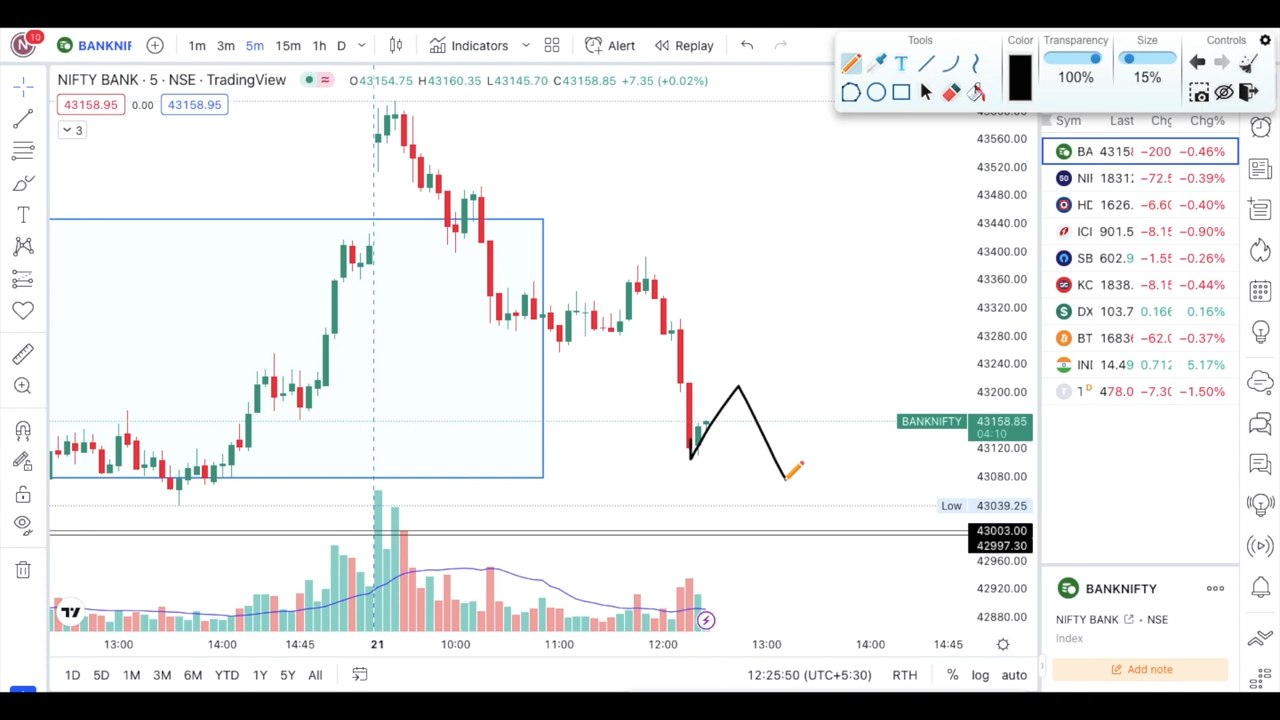 N 10 BANKNIF 1m 3m 5m 15m 1h D Indicators Alert Replay
Tools Color Transparency Size Controls
T 100% 15%
NIFTY BANK · 5 · NSE · TradingView O43154.75 H43160.35 L43145.70 C43158.85 +7.35 (+0.02%)
43158.95 0.00 43158.95
3
43560.00
43520.00
43480.00
43440.00
43400.00
43360.00
43320.00
43280.00
43240.00
43200.00
BANKNIFTY 43158.85
04:10
43120.00
43080.00
Low 43039.25
43003.00
42997.30
42960.00
42920.00
42880.00
13:00 14:00 14:45 21 10:00 11:00 12:00 13:00 14:00 14:45
1D 5D 1M 3M 6M YTD 1Y 5Y All 12:25:50 (UTC+5:30) RTH % log auto
Sym Last Chg Chg%
BA 4315 −200 −0.46%
50 NI 1831 −72.5 −0.39%
HD 1626. −6.60 −0.40%
ICI 901.5 −8.15 −0.90%
SB 602.9 −1.55 −0.26%
KO 1838. −8.15 −0.44%
DX 103.7 0.166 0.16%
BT 1683 −62.0 −0.37%
INI 14.49 0.712 5.17%
T D 478.0 −7.30 −1.50%
BANKNIFTY
NIFTY BANK • NSE
Index
Add note